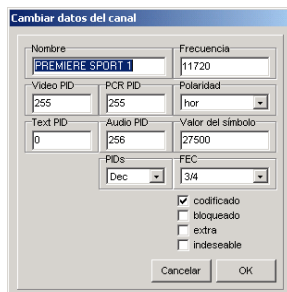 Cambiar datos del canal
Nombre Frecuencia
PREMIERE SPORT 1 11720
Video PID PCR PID Polaridad
255 255 hor
Text PID Audio PID Valor del símbolo
0 256 27500
PIDs FEC
Dec 3/4
codificado
bloqueado
extra
indeseable
Cancelar OK